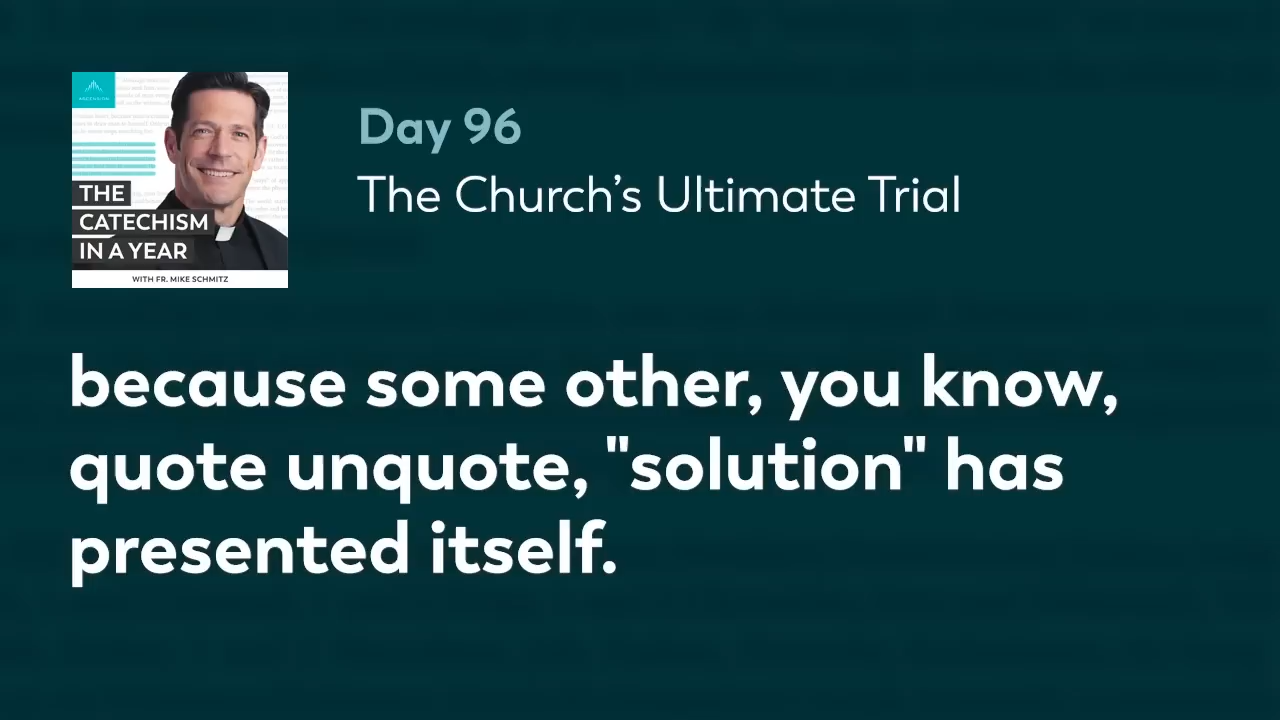 ASCENSION
THE
CATECHISM
IN A YEAR
WITH FR. MIKE SCHMITZ
Day 96
The Church’s Ultimate Trial
because some other, you know,
quote unquote, "solution" has
presented itself.